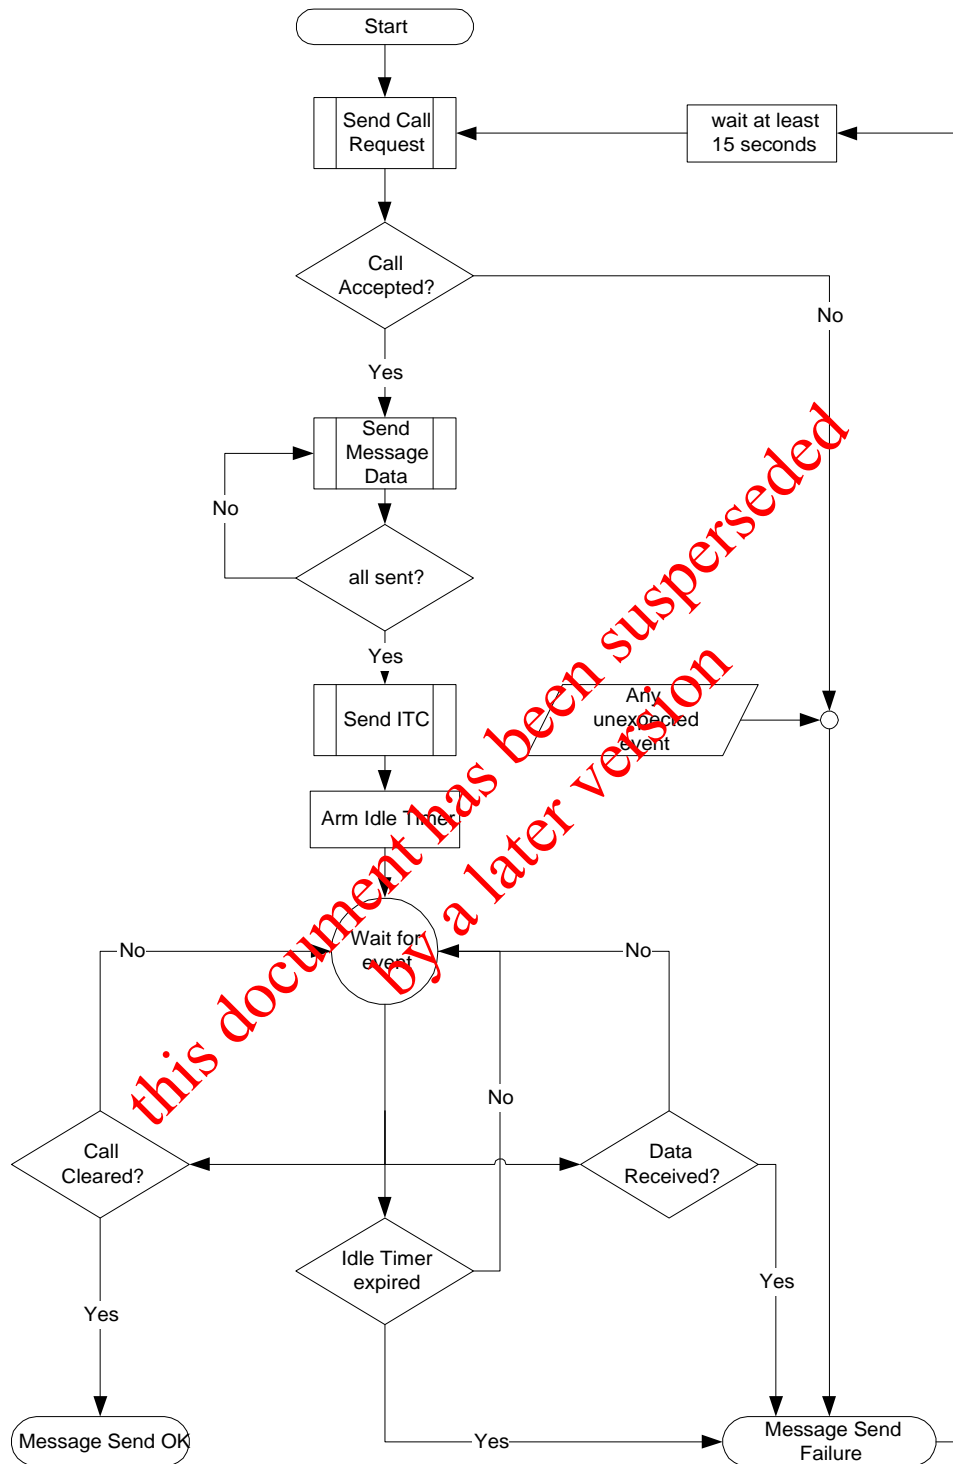 Start
Send Call
Request
wait at least
15 seconds
Call
Accepted?
No
Yes
Send
Message
Data
No
all sent?
Yes
Send ITC
Any
unexpected
event
Arm Idle Timer
Wait for
event
No
No
No
Call
Cleared?
Data
Received?
Idle Timer
expired
Yes
Yes
Yes
Message Send OK
Message Send
Failure
this document has been susperseded
by a later version